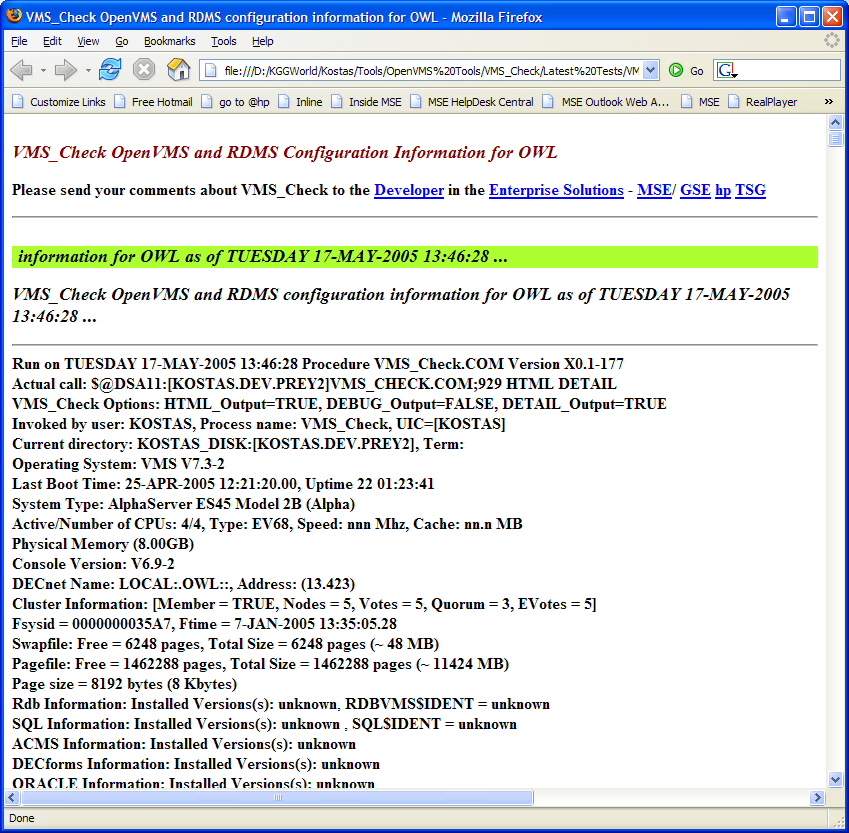 VMS_Check OpenVMS and RDMS configuration information for OWL - Mozilla Firefox
File Edit View Go Bookmarks Tools Help
file:///D:/KGGWorld/Kostas/Tools/OpenVMS%20Tools/VMS_Check/Latest%20Tests/VM Go G
Customize Links Free Hotmail go to @hp Inline Inside MSE MSE HelpDesk Central MSE Outlook Web A... MSE RealPlayer »
VMS_Check OpenVMS and RDMS Configuration Information for OWL
Please send your comments about VMS_Check to the Developer in the Enterprise Solutions - MSE/ GSE hp TSG
information for OWL as of TUESDAY 17-MAY-2005 13:46:28 ...
VMS_Check OpenVMS and RDMS configuration information for OWL as of TUESDAY 17-MAY-2005
13:46:28 ...
Run on TUESDAY 17-MAY-2005 13:46:28 Procedure VMS_Check.COM Version X0.1-177
Actual call: $@DSA11:[KOSTAS.DEV.PREY2]VMS_CHECK.COM;929 HTML DETAIL
VMS_Check Options: HTML_Output=TRUE, DEBUG_Output=FALSE, DETAIL_Output=TRUE
Invoked by user: KOSTAS, Process name: VMS_Check, UIC=[KOSTAS]
Current directory: KOSTAS_DISK:[KOSTAS.DEV.PREY2], Term:
Operating System: VMS V7.3-2
Last Boot Time: 25-APR-2005 12:21:20.00, Uptime 22 01:23:41
System Type: AlphaServer ES45 Model 2B (Alpha)
Active/Number of CPUs: 4/4, Type: EV68, Speed: nnn Mhz, Cache: nn.n MB
Physical Memory (8.00GB)
Console Version: V6.9-2
DECnet Name: LOCAL:.OWL::, Address: (13.423)
Cluster Information: [Member = TRUE, Nodes = 5, Votes = 5, Quorum = 3, EVotes = 5]
Fsysid = 0000000035A7, Ftime = 7-JAN-2005 13:35:05.28
Swapfile: Free = 6248 pages, Total Size = 6248 pages (~ 48 MB)
Pagefile: Free = 1462288 pages, Total Size = 1462288 pages (~ 11424 MB)
Page size = 8192 bytes (8 Kbytes)
Rdb Information: Installed Versions(s): unknown, RDBVMS$IDENT = unknown
SQL Information: Installed Versions(s): unknown , SQL$IDENT = unknown
ACMS Information: Installed Versions(s): unknown
DECforms Information: Installed Versions(s): unknown
ORACLE Information: Installed Versions(s): unknown
Done